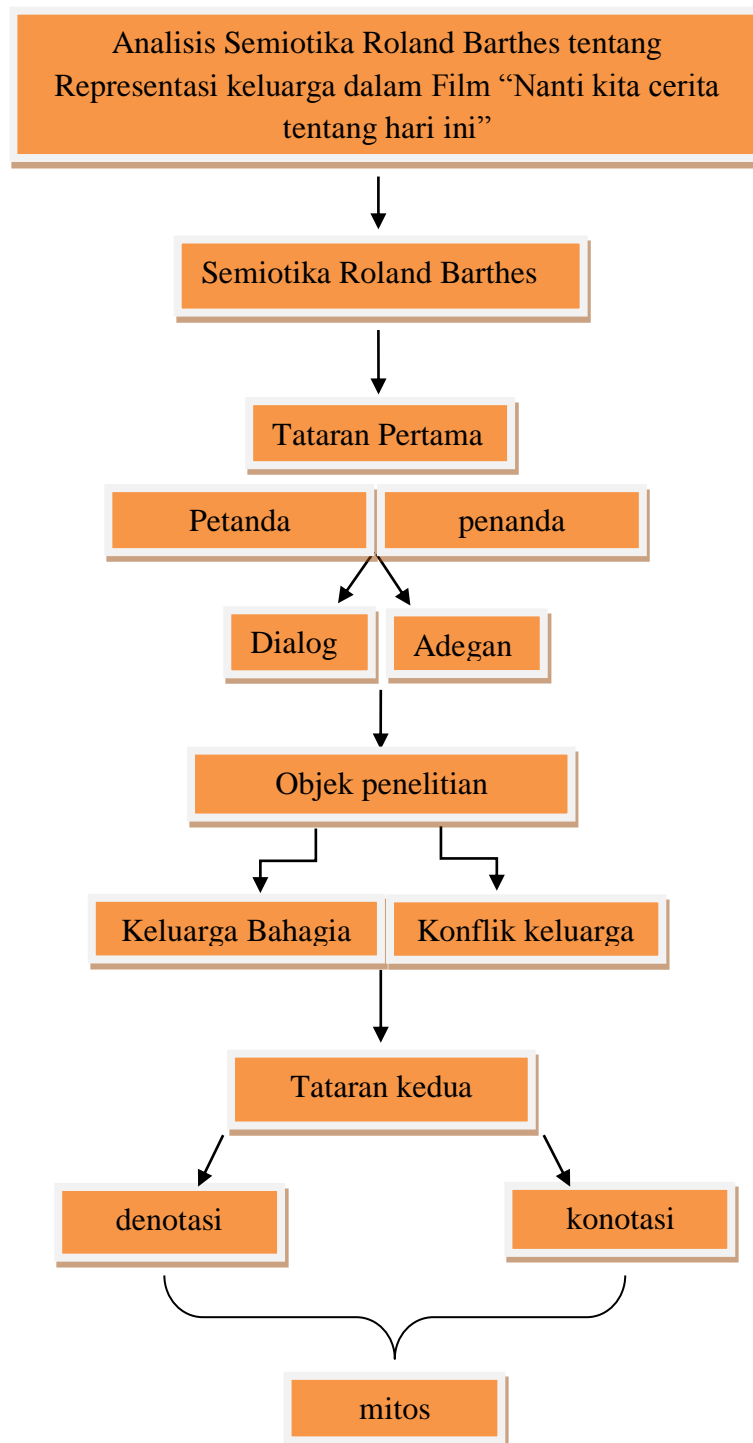 Analisis Semiotika Roland Barthes tentang
Representasi keluarga dalam Film “Nanti kita cerita
tentang hari ini”
Semiotika Roland Barthes
Tataran Pertama
Petanda
penanda
Dialog
Adegan
Objek penelitian
Keluarga Bahagia
Konflik keluarga
Tataran kedua
denotasi
konotasi
mitos